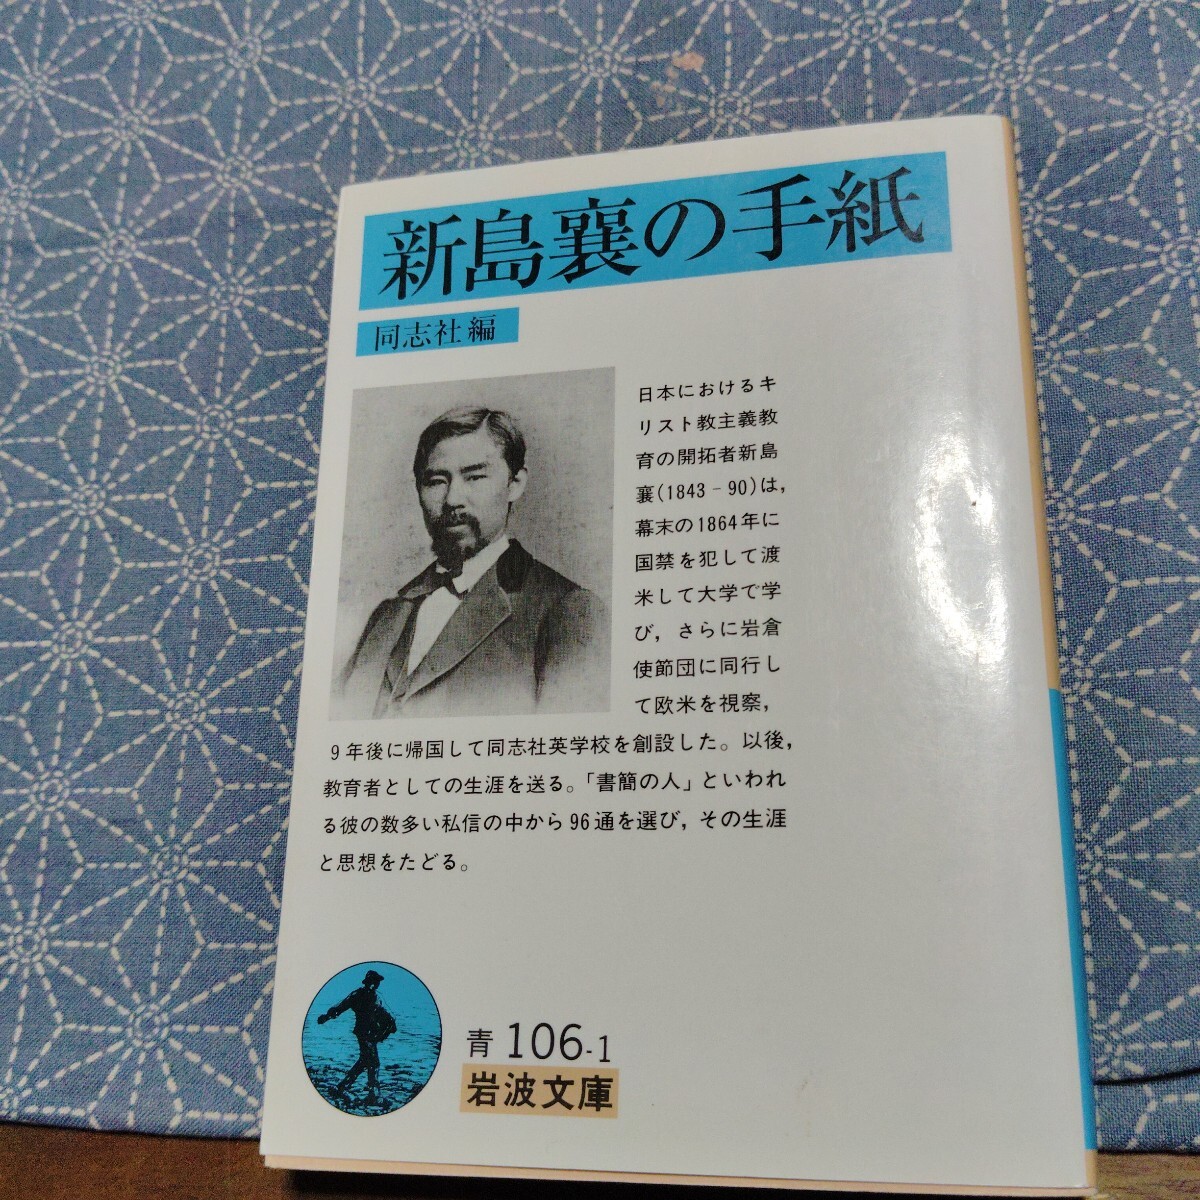 新島襄の手紙
同志社編
日本におけるキ
リスト教主義教
育の開拓者新島
襄(1843‐90)は，
幕末の1864年に
国禁を犯して渡
米して大学で学
び，さらに岩倉
使節団に同行し
て欧米を視察，
9年後に帰国して同志社英学校を創設した。以後，
教育者としての生涯を送る。「書簡の人」といわれ
る彼の数多い私信の中から96通を選び，その生涯
と思想をたどる。
青 106-1
岩波文庫